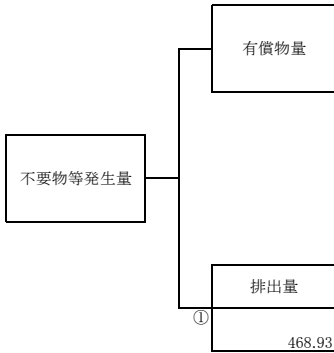 有償物量
不要物等発生量
排出量
①
468.93